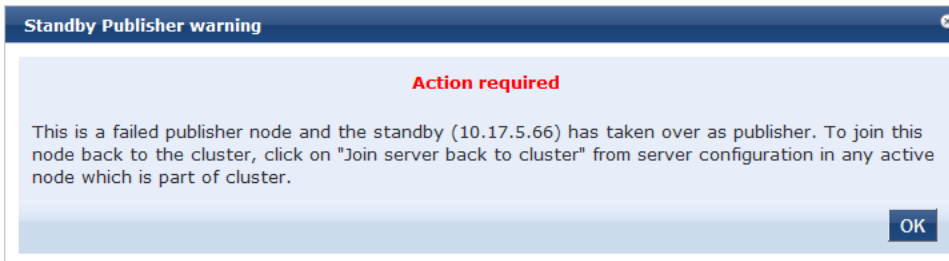 Standby Publisher warning
Action required
This is a failed publisher node and the standby (10.17.5.66) has taken over as publisher. To join this
node back to the cluster, click on "Join server back to cluster" from server configuration in any active
node which is part of cluster.
OK